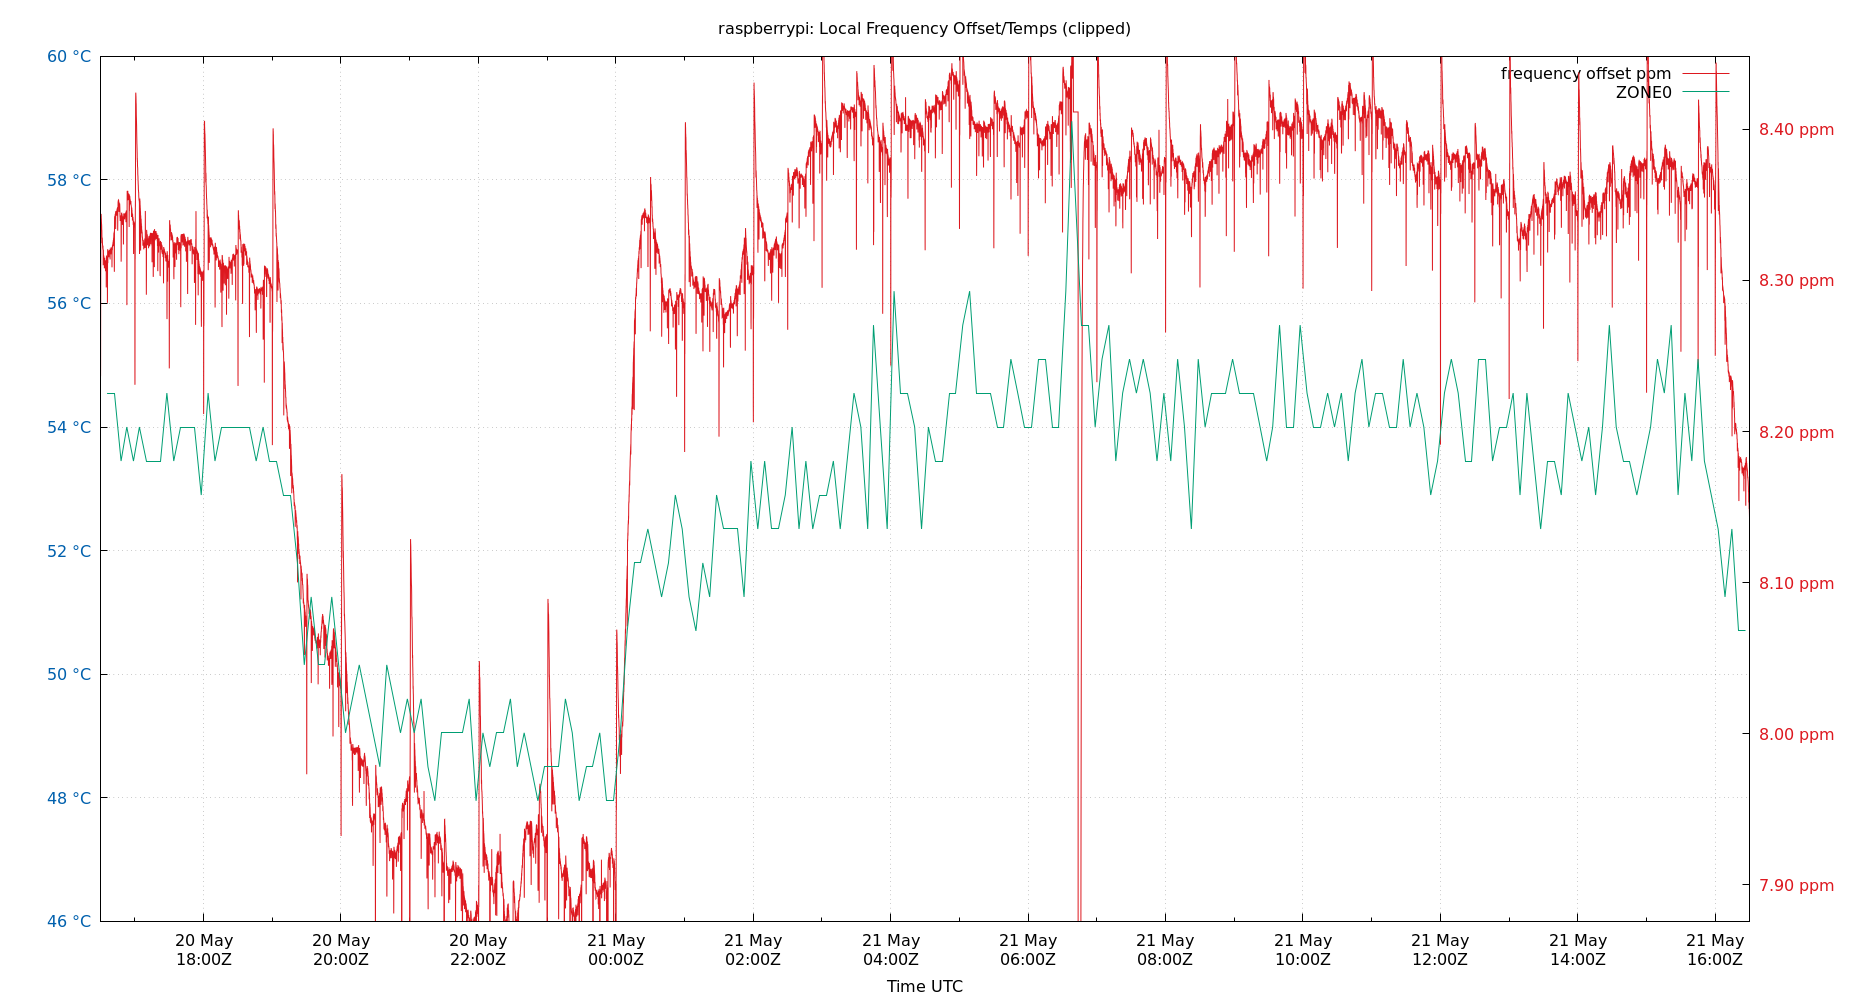 raspberrypi: Local Frequency Offset/Temps (clipped)
60 °C
58 °C
56 °C
54 °C
52 °C
50 °C
48 °C
46 °C
frequency offset ppm
ZONE0
8.40 ppm
8.30 ppm
8.20 ppm
8.10 ppm
8.00 ppm
7.90 ppm
20 May 20 May 20 May 21 May 21 May 21 May 21 May 21 May 21 May 21 May 21 May 21 May
18:00Z 20:00Z 22:00Z 00:00Z 02:00Z 04:00Z 06:00Z 08:00Z 10:00Z 12:00Z 14:00Z 16:00Z
Time UTC